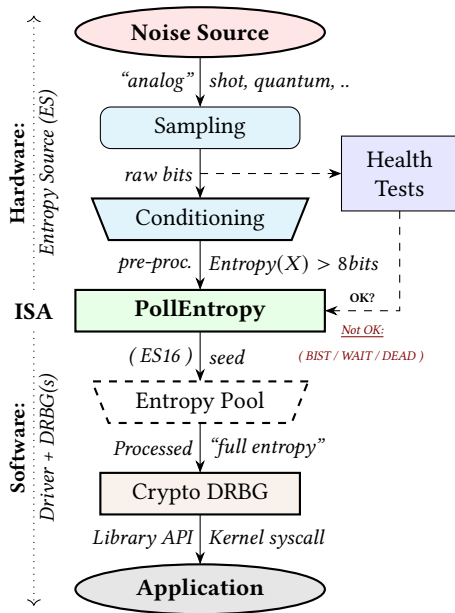 Noise Source
"analog" shot, quantum, ..
Sampling
raw bits
Health
Tests
Conditioning
pre-proc. Entropy(X) > 8bits
Hardware:
Entropy Source (ES)
ISA
PollEntropy
OK?
Not OK:
( BIST / WAIT / DEAD )
( ES16 ) seed
Entropy Pool
Processed "full entropy"
Software:
Driver + DRBG(s)
Crypto DRBG
Library API Kernel syscall
Application